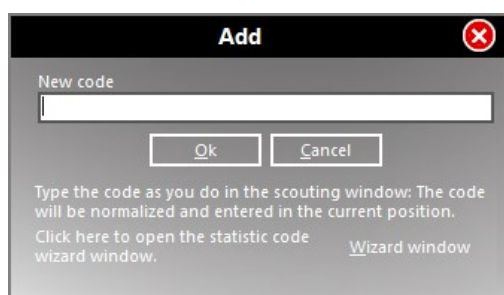 Add
New code
Ok Cancel
Type the code as you do in the scouting window: The code
will be normalized and entered in the current position.
Click here to open the statistic code
wizard window.
Wizard window